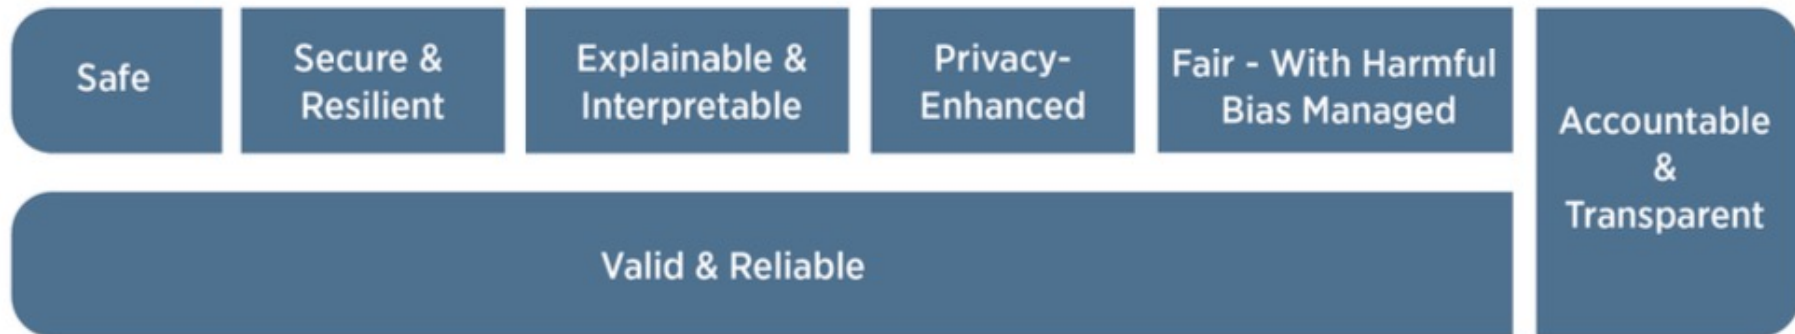 Safe
Secure &
Resilient
Explainable &
Interpretable
Privacy-
Enhanced
Fair - With Harmful
Bias Managed
Accountable
&
Transparent
Valid & Reliable